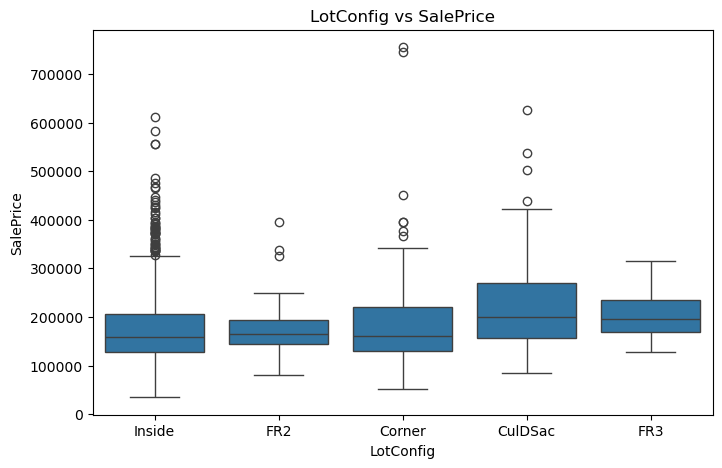 LotConfig vs SalePrice
SalePrice
700000
600000
500000
400000
300000
200000
100000
0
Inside FR2 Corner CulDSac FR3
LotConfig